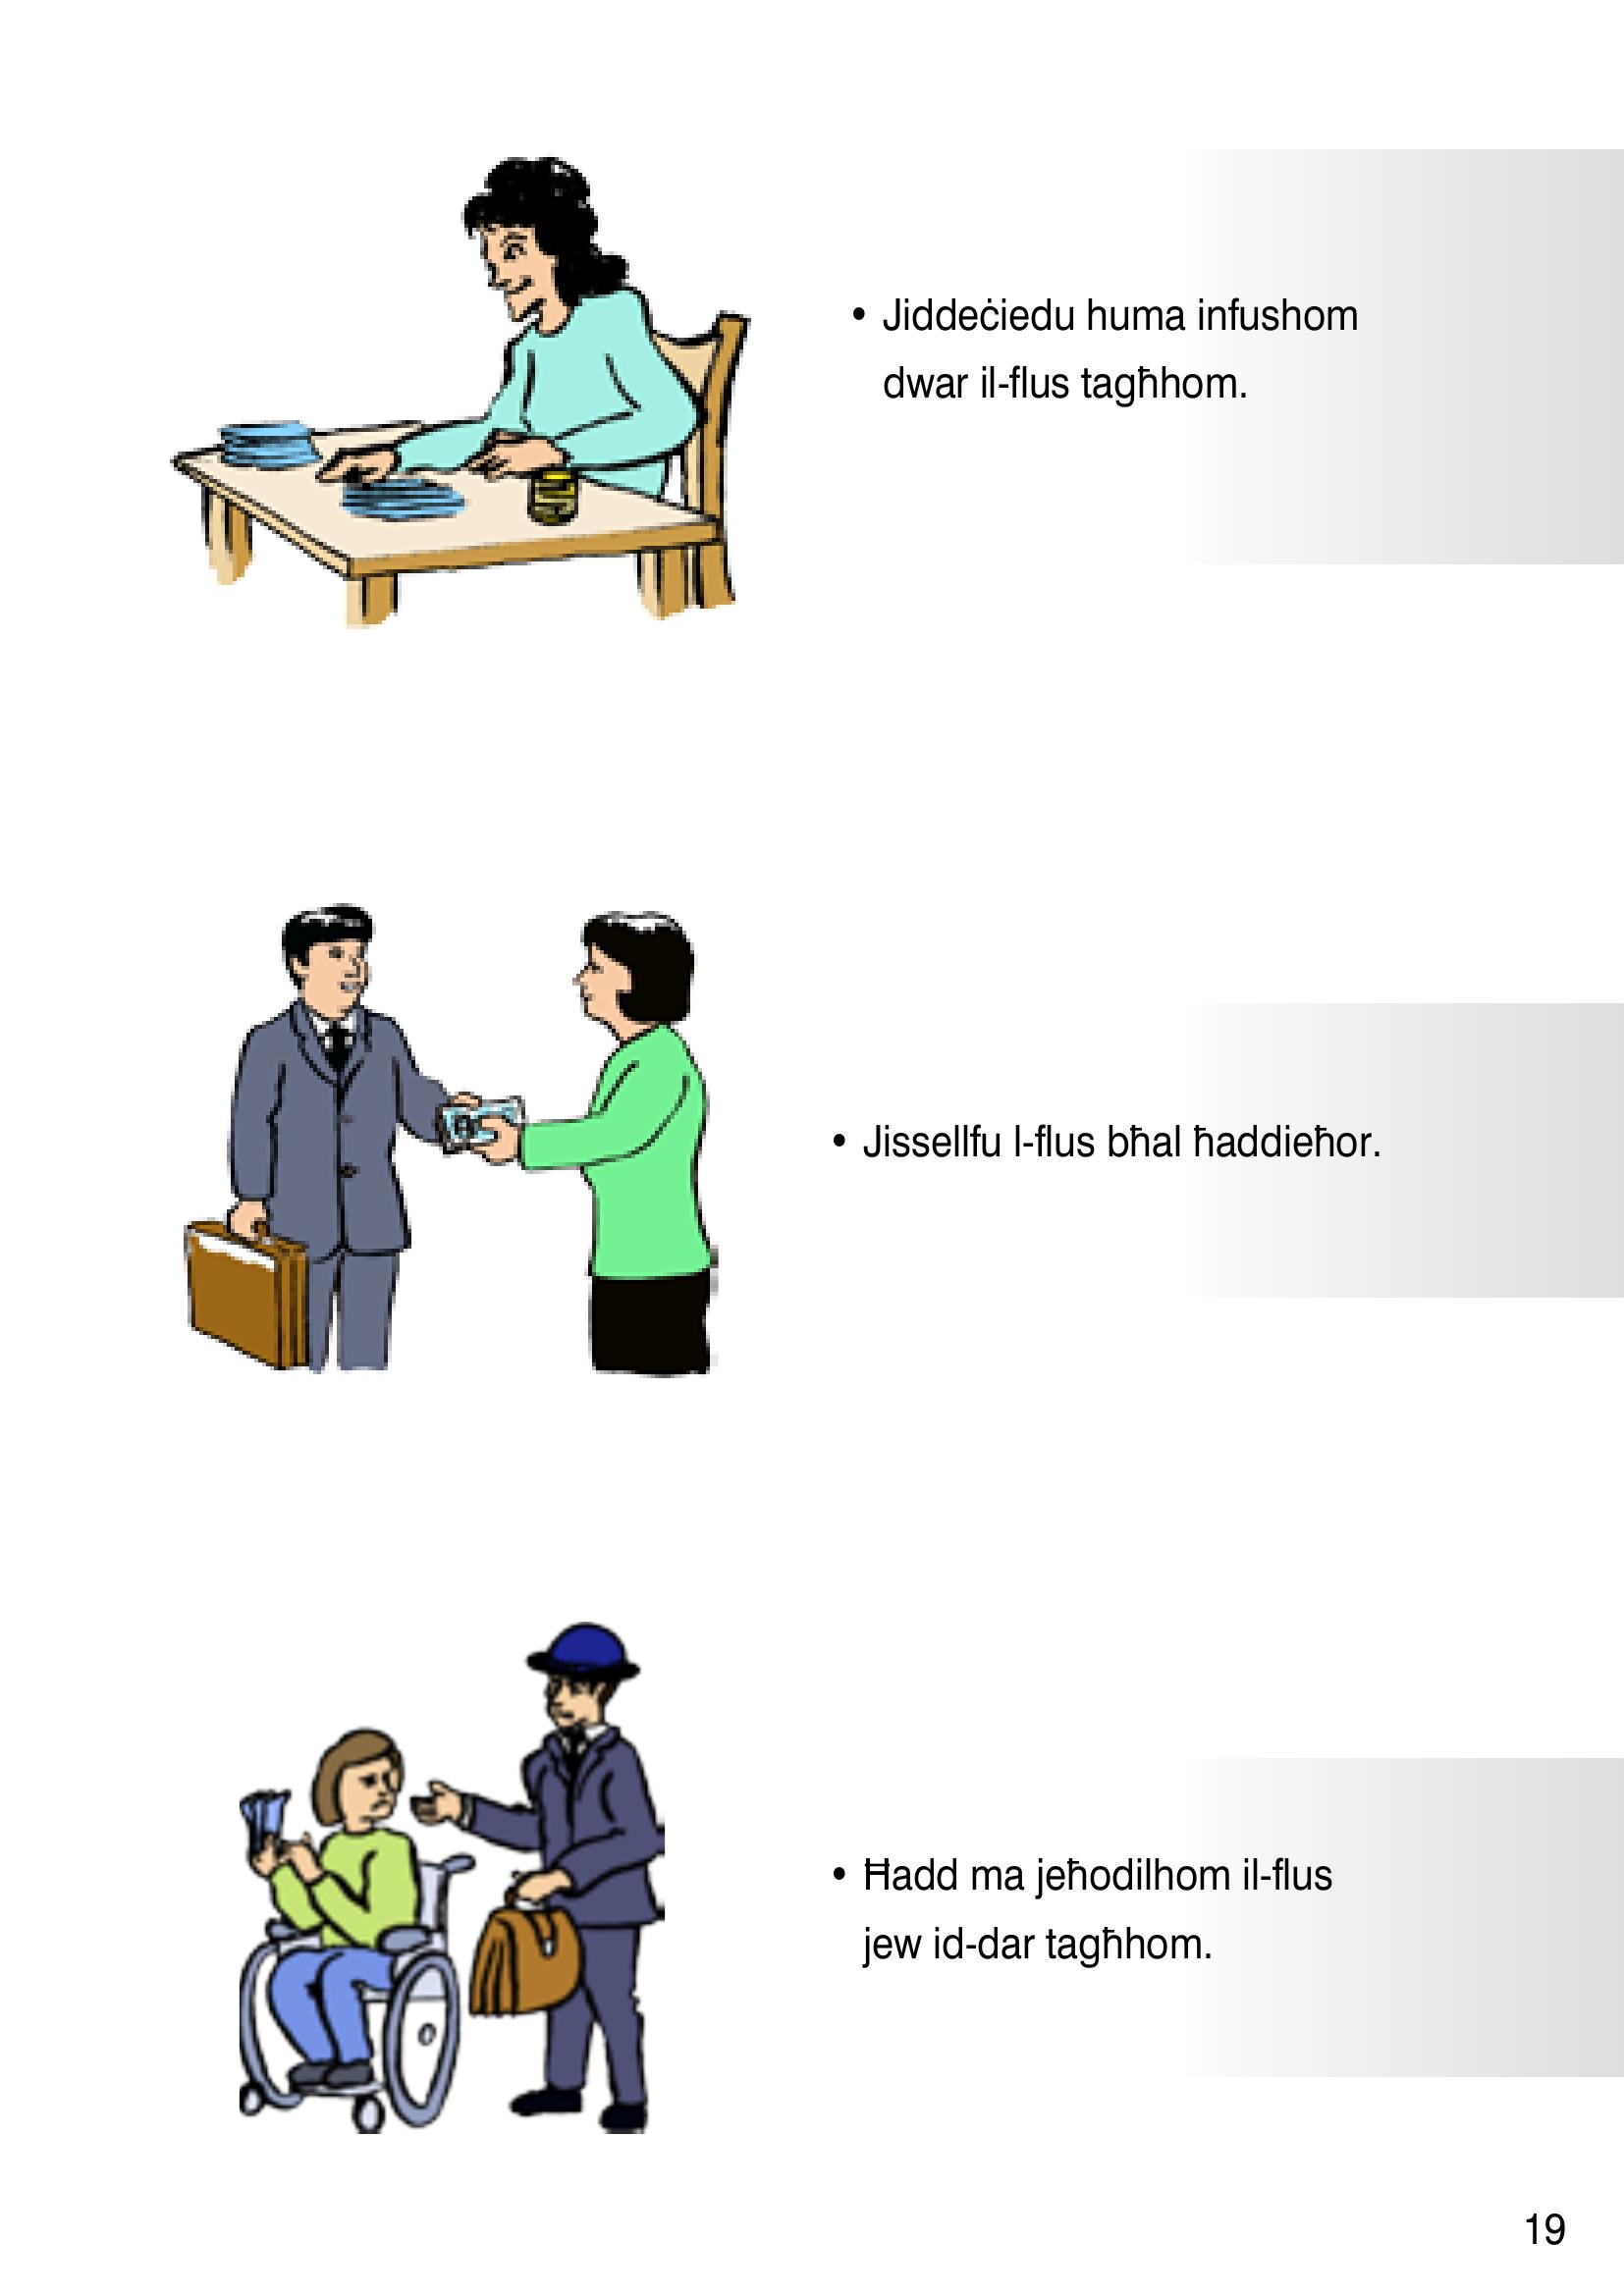 • Jiddeċiedu huma infushom
dwar il-flus tagħhom.
• Jissellfu l-flus bħal ħaddieħor.
• Ħadd ma jeħodilhom il-flus
jew id-dar tagħhom.
19